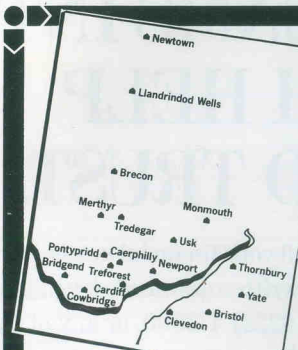 Newtown
Llandrindod Wells
Brecon
Merthyr
Monmouth
Tredegar
Usk
Pontypridd
Caerphilly
Newport
Thornbury
Bridgend
Treforest
Cardiff
Yate
Cowbridge
Bristol
Clevedon